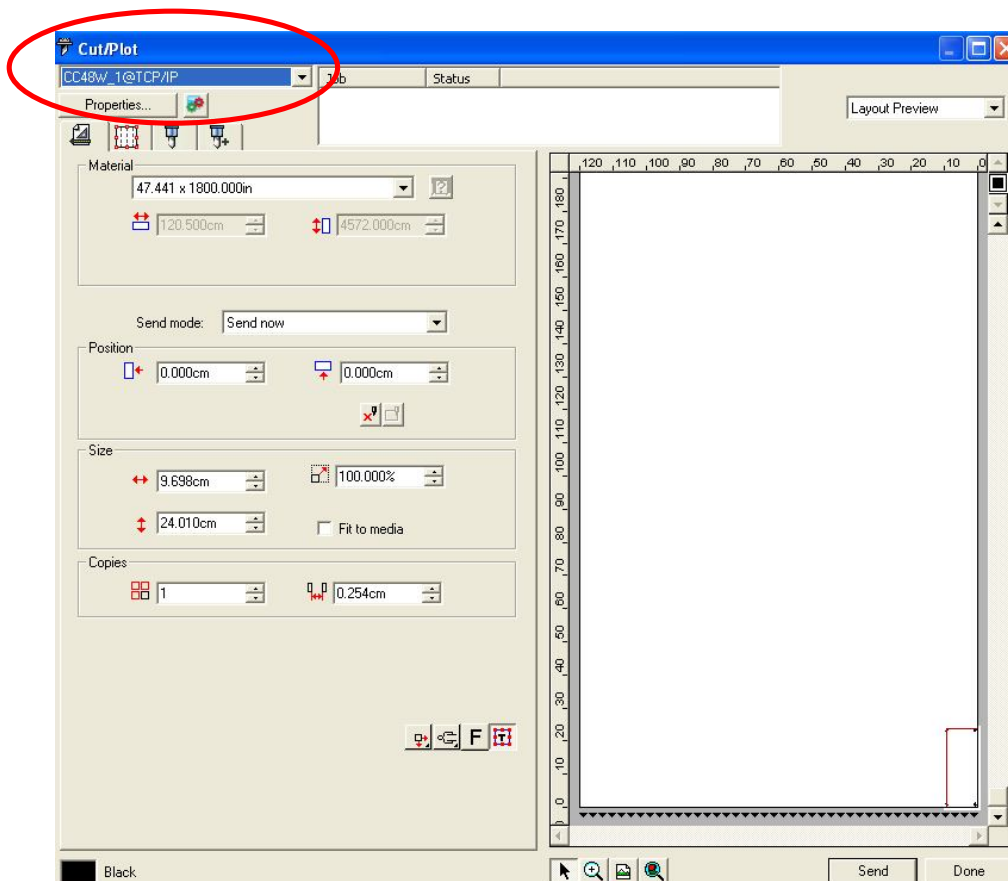 Cut/Plot
CC48W_1@TCP/IP
Job Status
Properties...
Layout Preview
Material
47.441 x 1800.000in
120.500cm 4572.000cm
Send mode: Send now
Position
0.000cm 0.000cm
Size
9.698cm 100.000%
24.010cm Fit to media
Copies
1 0.254cm
F T
120 110 100 90 80 70 60 50 40 30 20 10 0
180
170
160
150
140
130
120
110
100
90
80
70
60
50
40
30
20
10
0
Black
Send Done